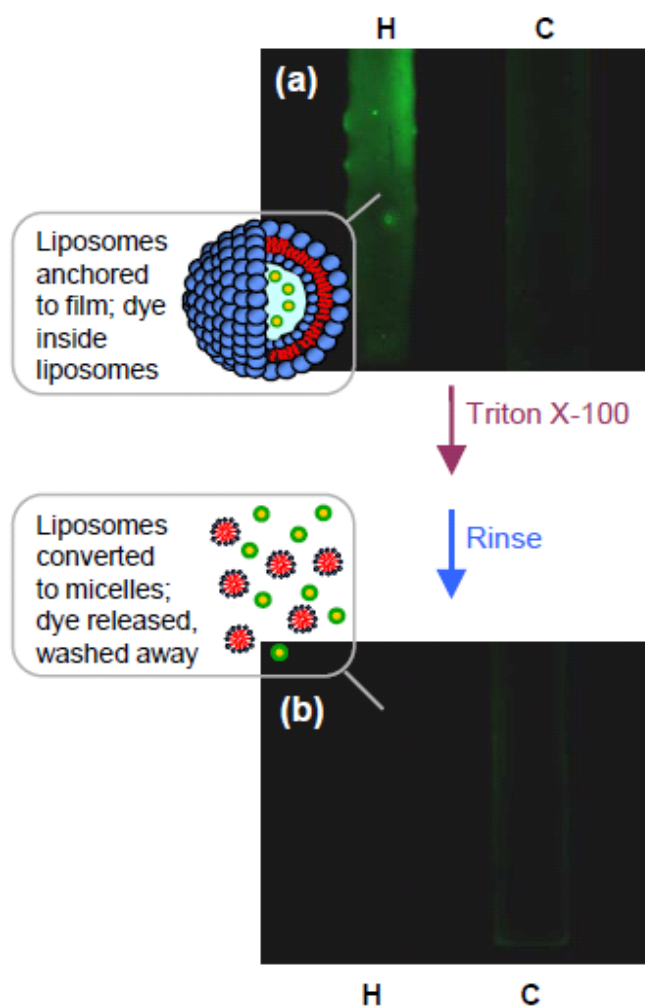 H C
(a)
Liposomes
anchored
to film; dye
inside
liposomes
Triton X-100
Rinse
Liposomes
converted
to micelles;
dye released,
washed away
(b)
H C